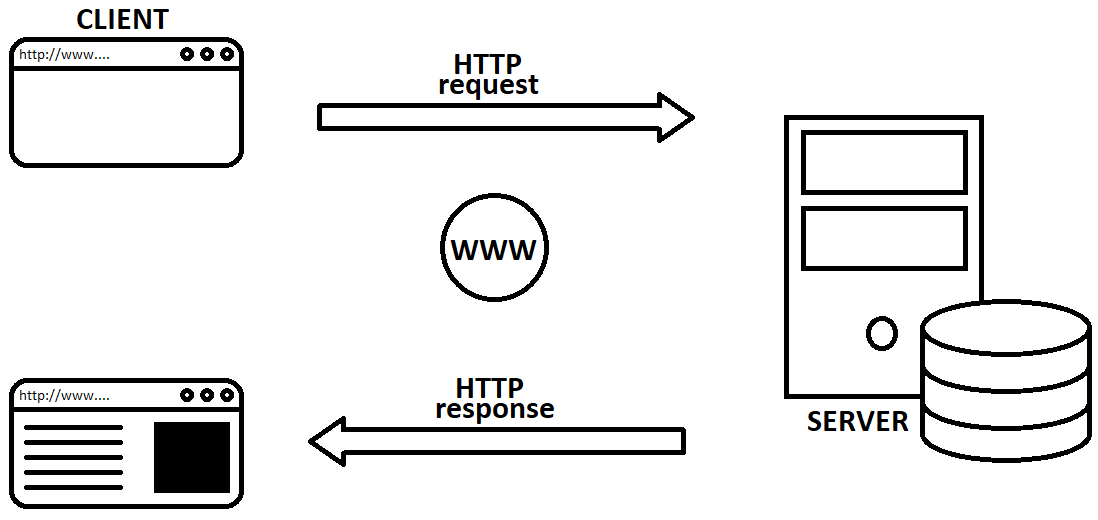 CLIENT
http://www....
HTTP
request
WWW
http://www....
HTTP
response
SERVER